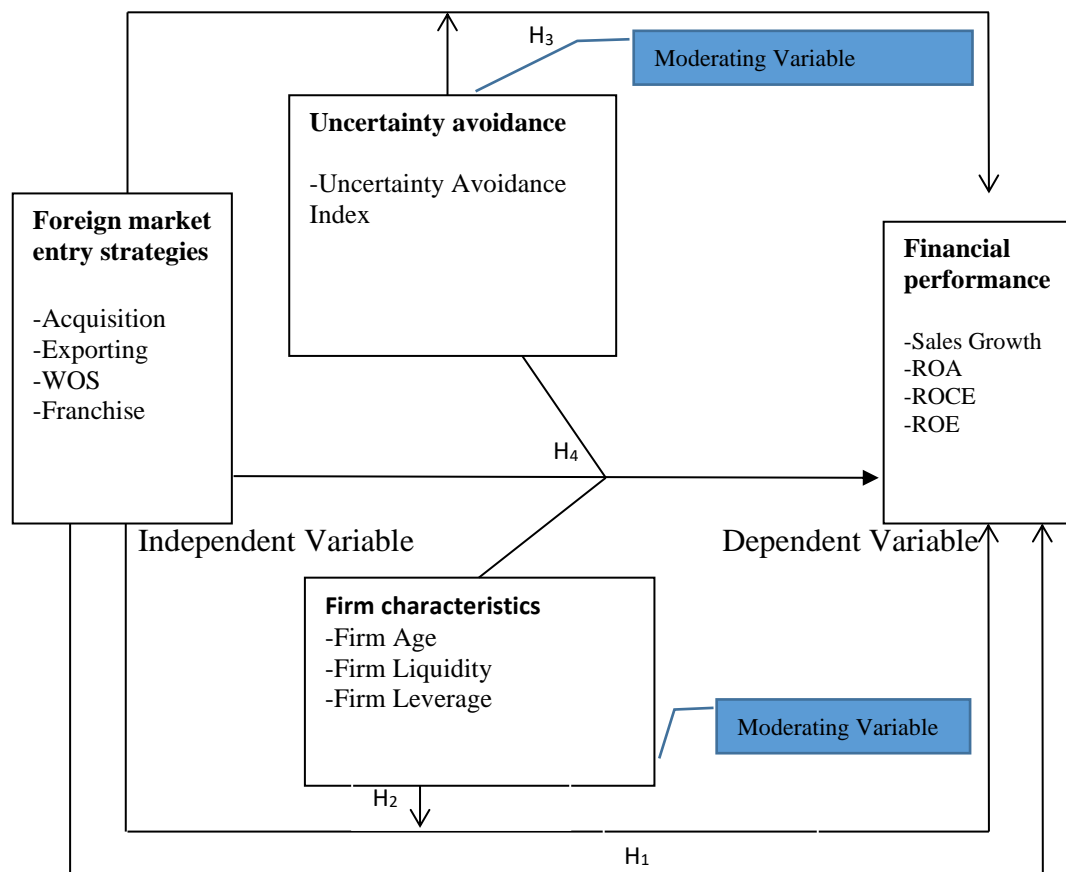 H₃
Moderating Variable
Uncertainty avoidance
-Uncertainty Avoidance
Index
Foreign market
entry strategies
-Acquisition
-Exporting
-WOS
-Franchise
Financial
performance
-Sales Growth
-ROA
-ROCE
-ROE
H₄
Independent Variable
Dependent Variable
Firm characteristics
-Firm Age
-Firm Liquidity
-Firm Leverage
Moderating Variable
H₂
H₁